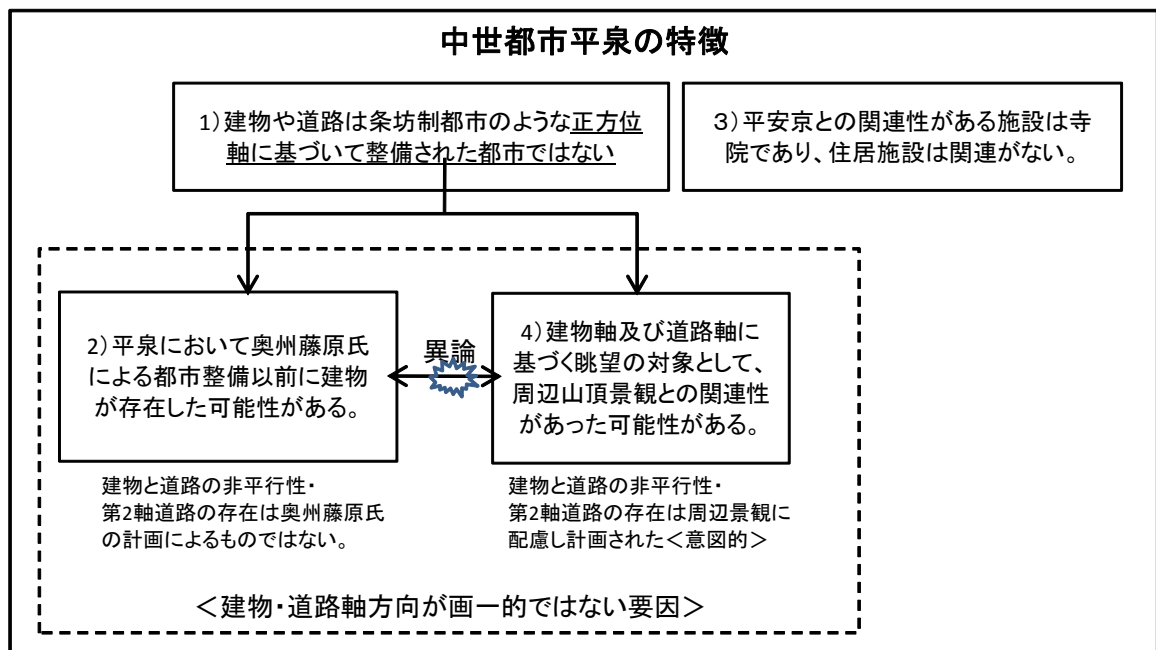 中世都市平泉の特徴
1)建物や道路は条坊制都市のような正方位
軸に基づいて整備された都市ではない
3)平安京との関連性がある施設は寺
院であり、住居施設は関連がない。
2)平泉において奥州藤原氏
による都市整備以前に建物
が存在した可能性がある。
異論
4)建物軸及び道路軸に
基づく眺望の対象として、
周辺山頂景観との関連性
があった可能性がある。
建物と道路の非平行性・
第2軸道路の存在は奥州藤原氏
の計画によるものではない。
建物と道路の非平行性・
第2軸道路の存在は周辺景観に
配慮し計画された<意図的>
<建物・道路軸方向が画一的ではない要因>